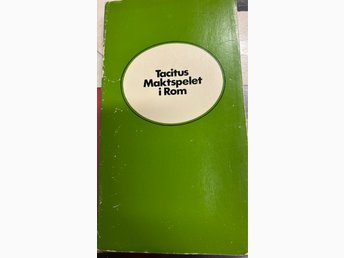 Tacitus
Maktspelet
i Rom